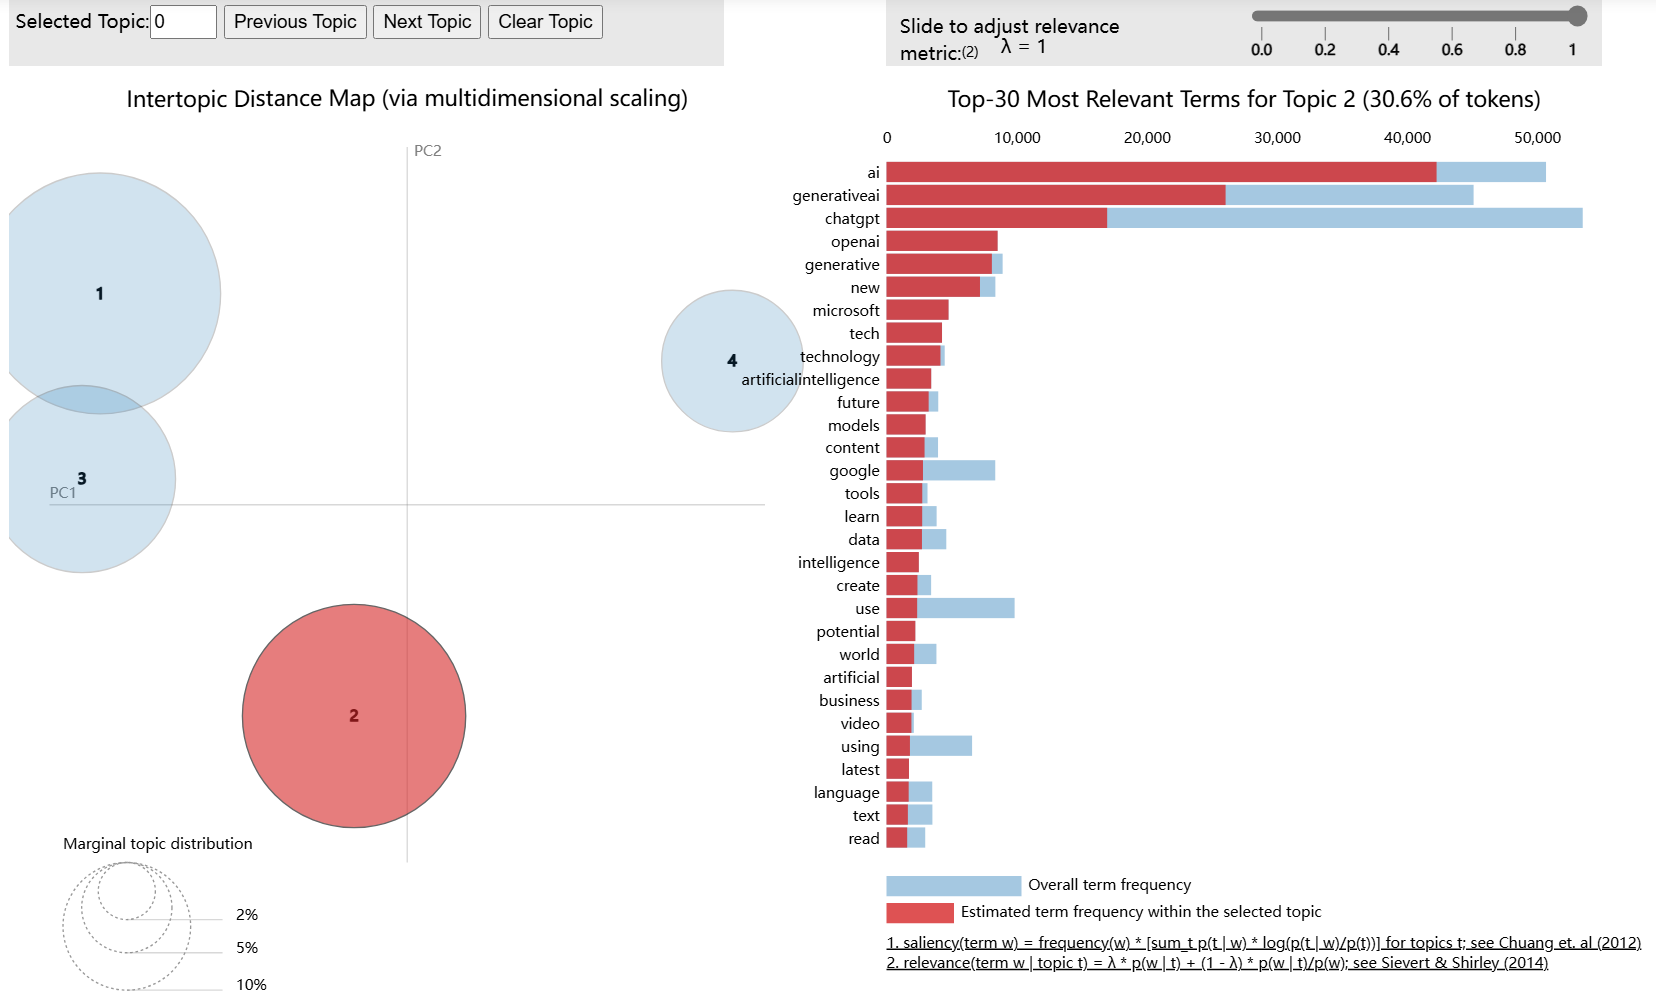 Selected Topic: 0 Previous Topic Next Topic Clear Topic
Slide to adjust relevance
metric:(2) λ = 1
0.0 0.2 0.4 0.6 0.8 1
Intertopic Distance Map (via multidimensional scaling)
PC2
1
4
3
PC1
2
Marginal topic distribution
2%
5%
10%
Top-30 Most Relevant Terms for Topic 2 (30.6% of tokens)
0 10,000 20,000 30,000 40,000 50,000
ai
generativeai
chatgpt
openai
generative
new
microsoft
tech
technology
artificialintelligence
future
models
content
google
tools
learn
data
intelligence
create
use
potential
world
artificial
business
video
using
latest
language
text
read
Overall term frequency
Estimated term frequency within the selected topic
1. saliency(term w) = frequency(w) * [sum_t p(t | w) * log(p(t | w)/p(t))] for topics t; see Chuang et. al (2012)
2. relevance(term w | topic t) = λ * p(w | t) + (1 - λ) * p(w | t)/p(w); see Sievert & Shirley (2014)